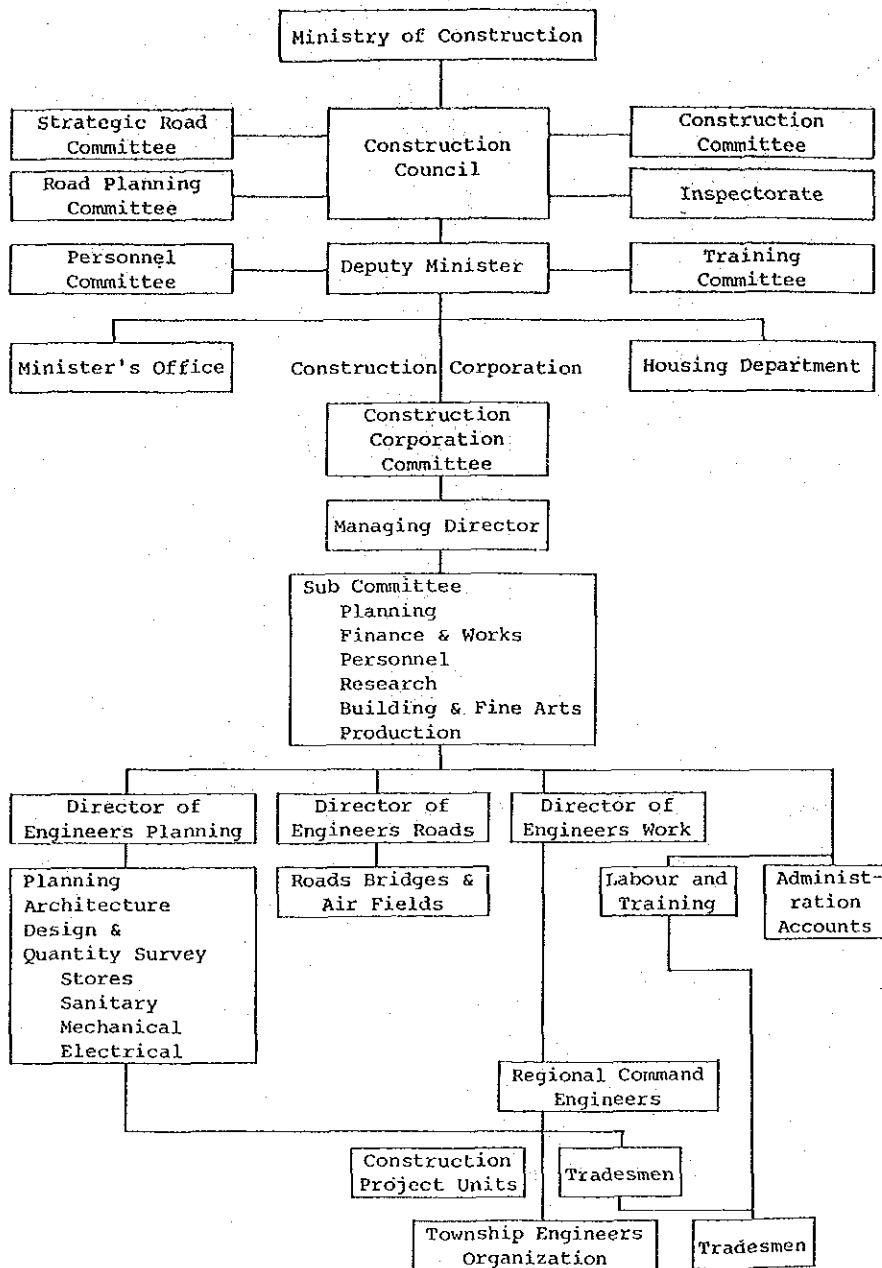 Ministry of Construction
Strategic Road
Committee
Construction
Council
Construction
Committee
Road Planning
Committee
Inspectorate
Personnel
Committee
Deputy Minister
Training
Committee
Minister's Office
Construction Corporation
Housing Department
Construction
Corporation
Committee
Managing Director
Sub Committee
Planning
Finance & Works
Personnel
Research
Building & Fine Arts
Production
Director of
Engineers Planning
Director of
Engineers Roads
Director of
Engineers Work
Planning
Architecture
Design &
Quantity Survey
Stores
Sanitary
Mechanical
Electrical
Roads Bridges &
Air Fields
Labour and
Training
Administ-
ration
Accounts
Regional Command
Engineers
Construction
Project Units
Tradesmen
Township Engineers
Organization
Tradesmen